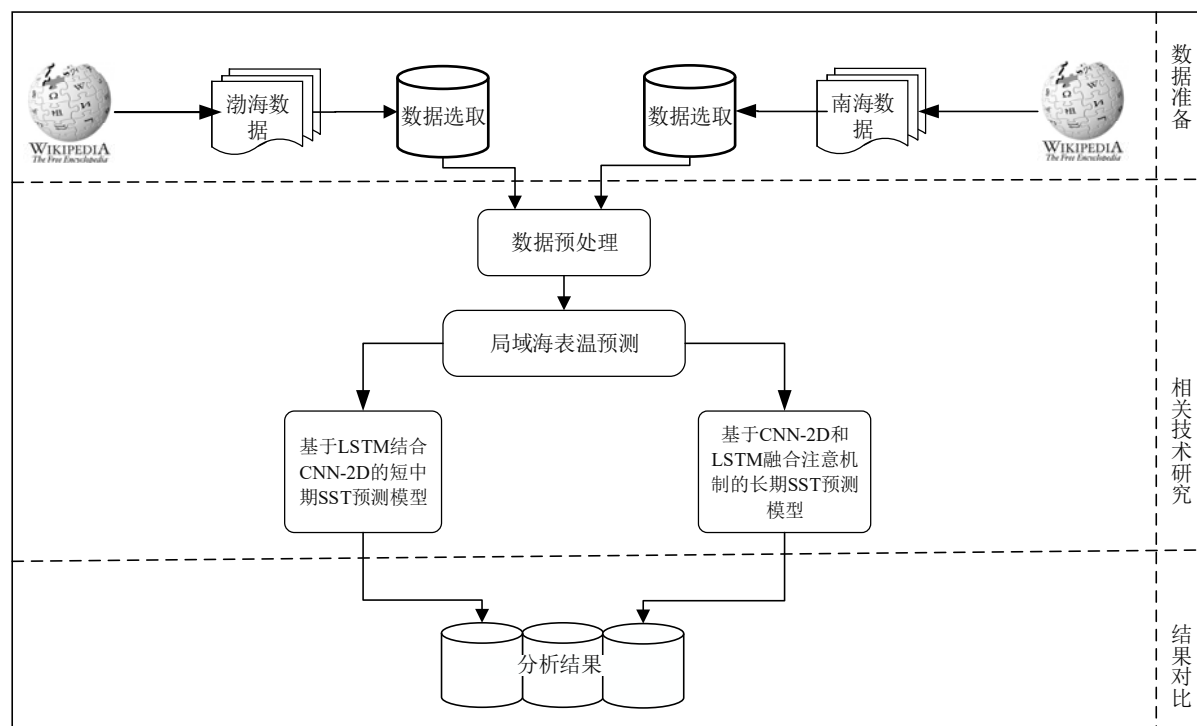 WIKIPEDIA
The Free Encyclopedia
渤海数
据
数据选取
数据选取
南海数
据
WIKIPEDIA
The Free Encyclopedia
数据准备
数据预处理
局域海表温预测
基于LSTM结合
CNN-2D的短中
期SST预测模型
基于CNN-2D和
LSTM融合注意机
制的长期SST预测
模型
相关技术研究
分析结果
结果对比